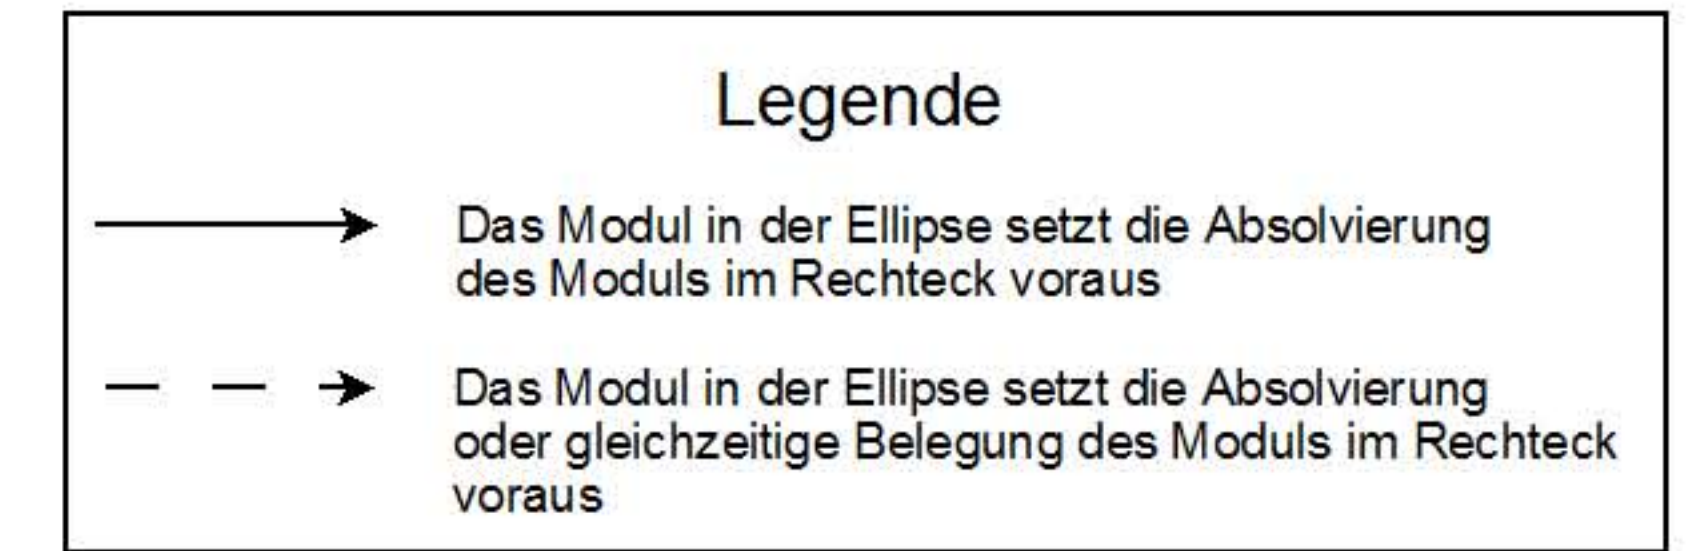 Legende
Das Modul in der Ellipse setzt die Absolvierung
des Moduls im Rechteck voraus
Das Modul in der Ellipse setzt die Absolvierung
oder gleichzeitige Belegung des Moduls im Rechteck
voraus